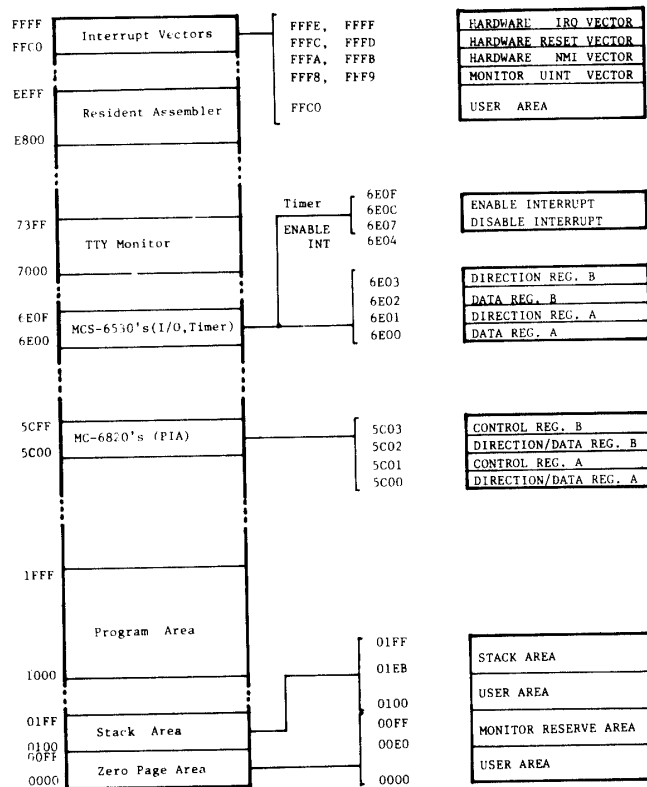 FFFF Interrupt Vectors FFFE, FFFF HARDWARE IRQ VECTOR
FFC0 FFFC, FFFD HARDWARE RESET VECTOR
FFFA, FFFB HARDWARE NMI VECTOR
FFF8, FFF9 MONITOR UINT VECTOR
EEFF Resident Assembler FFC0 USER AREA
E800
Timer 6E0F ENABLE INTERRUPT
6E0C
73FF TTY Monitor ENABLE 6E07 DISABLE INTERRUPT
INT 6E04
7000
6E03 DIRECTION REG. B
6E02 DATA REG. B
6E0F MCS-6530's(I/O,Timer) 6E01 DIRECTION REG. A
6E00 6E00 DATA REG. A
5CFF MC-6820's (PIA) 5C03 CONTROL REG. B
5C02 DIRECTION/DATA REG. B
5C00 5C01 CONTROL REG. A
5C00 DIRECTION/DATA REG. A
1FFF
Program Area
01FF STACK AREA
1000 01EB
USER AREA
0100
01FF Stack Area 00FF MONITOR RESERVE AREA
0100 00E0
00FF Zero Page Area USER AREA
0000 0000